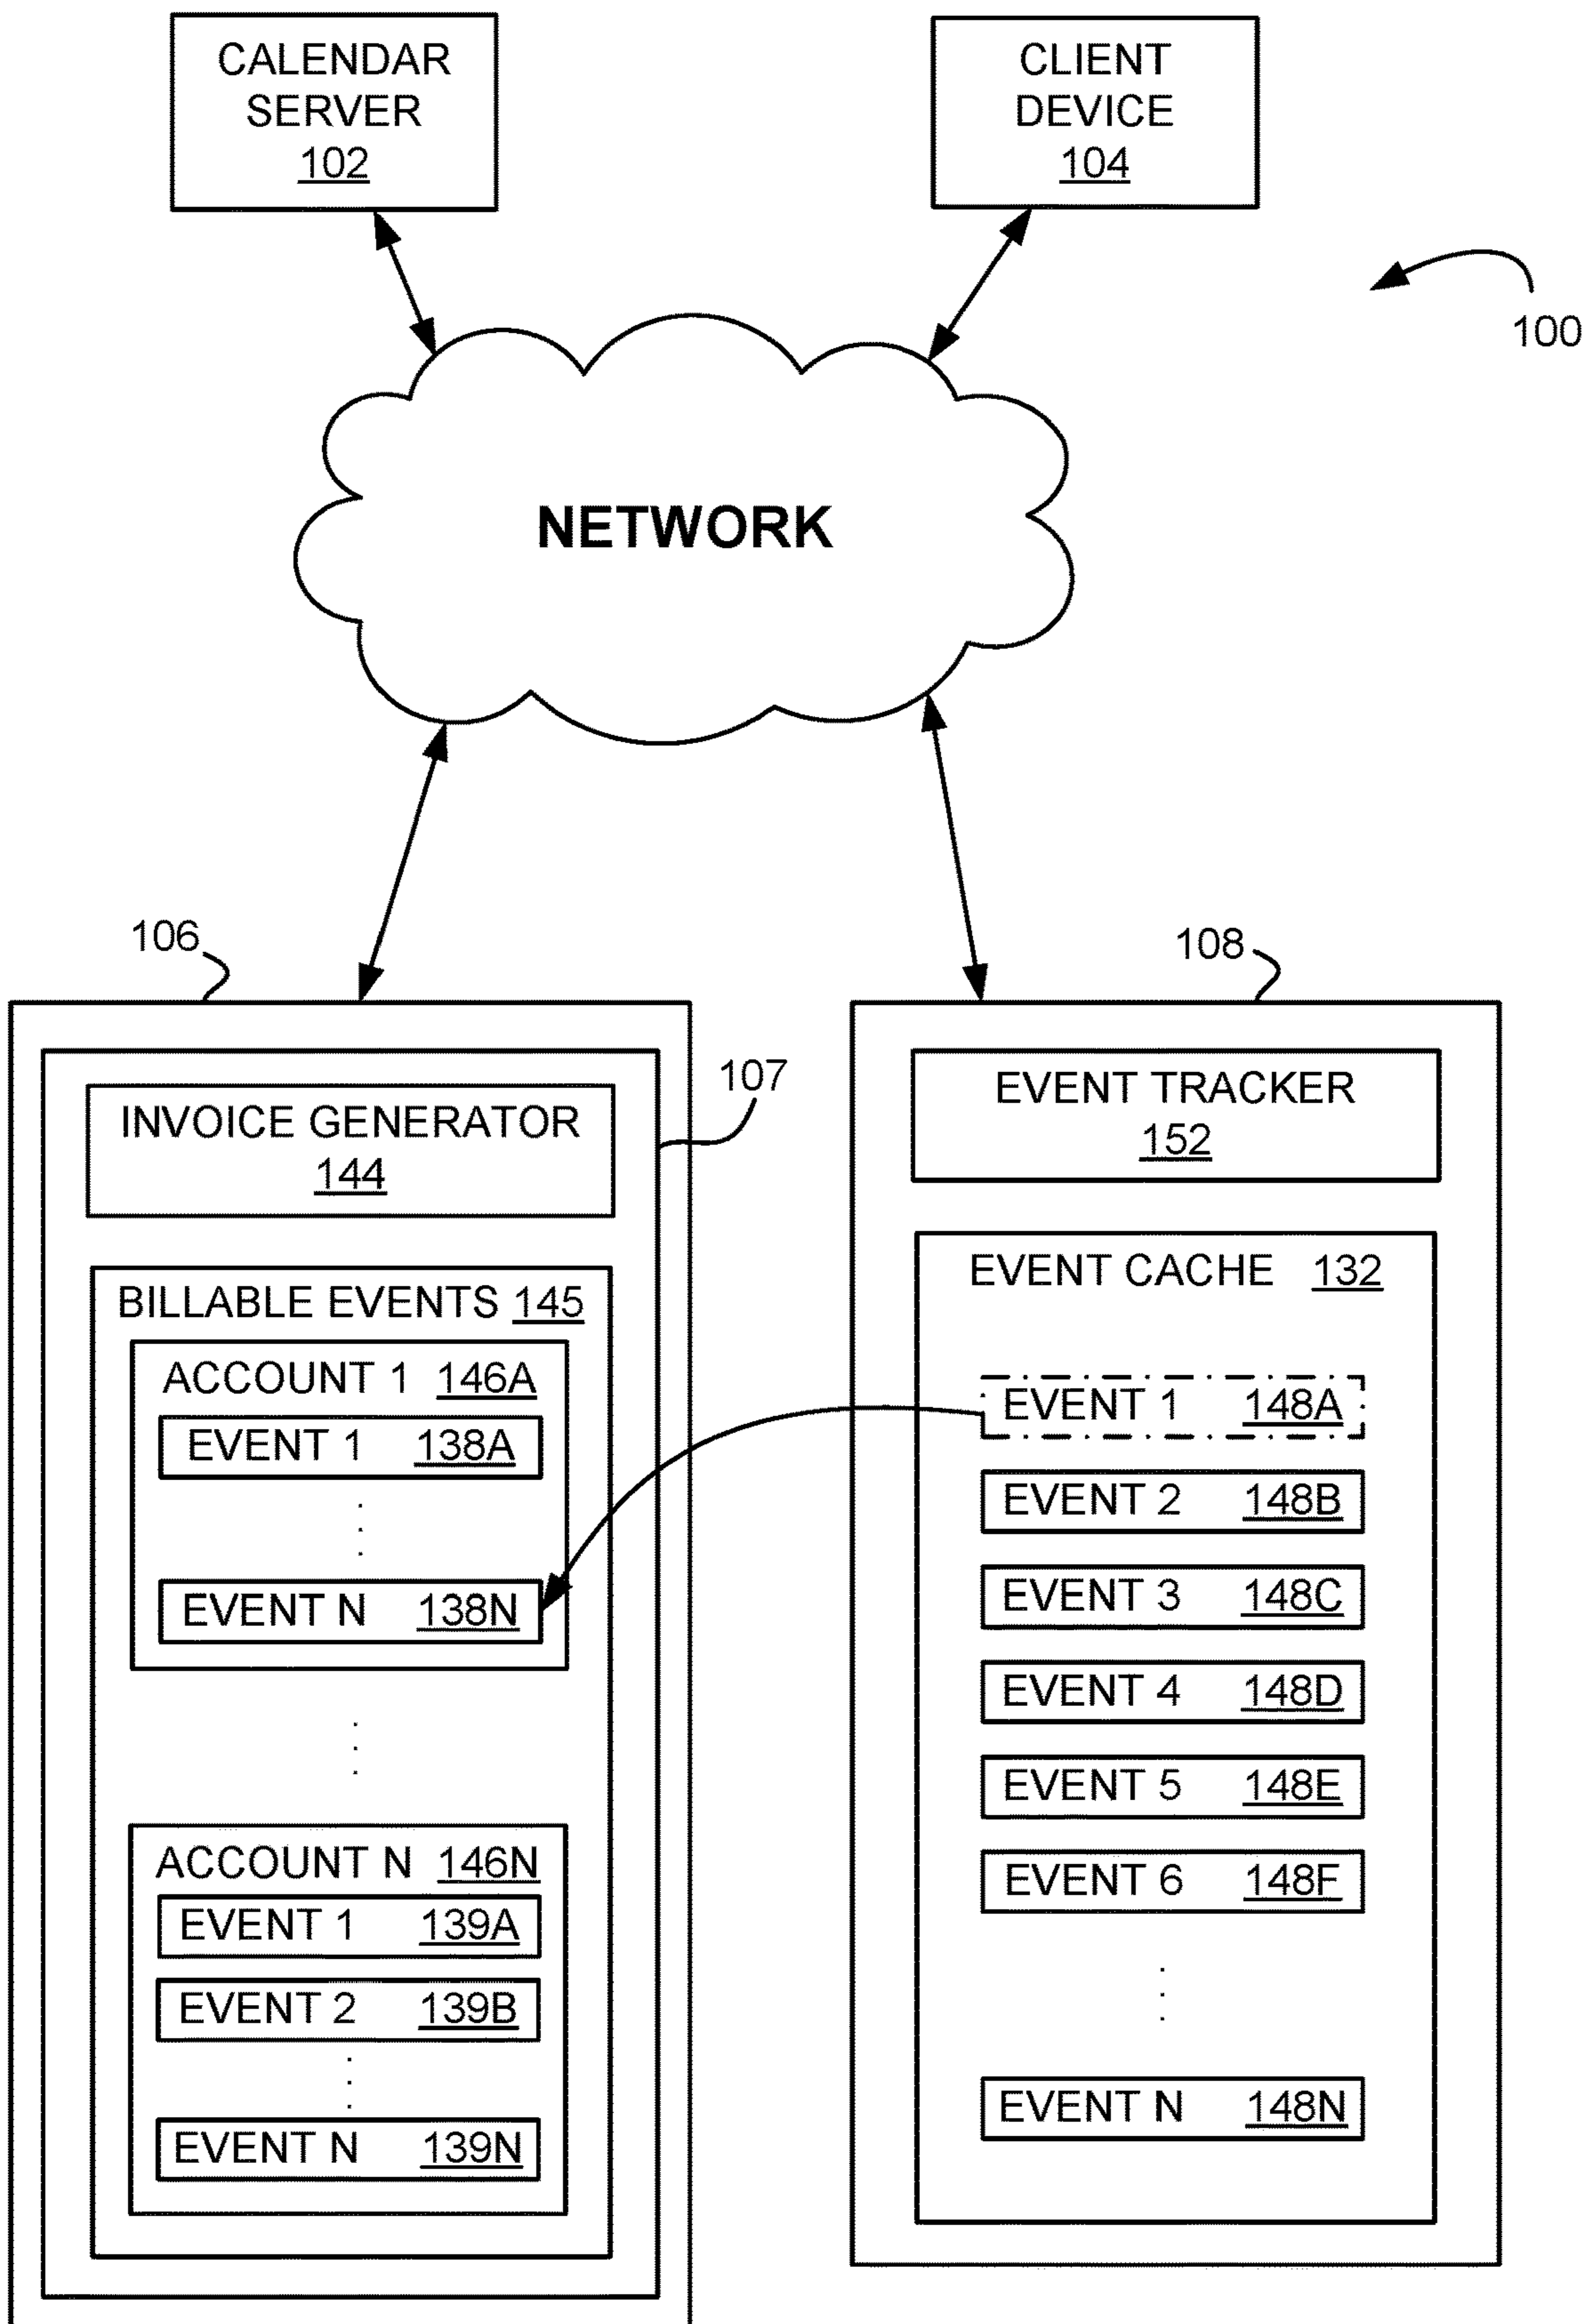 CALENDAR
SERVER
102
CLIENT
DEVICE
104
100
NETWORK
106
107
INVOICE GENERATOR
144
BILLABLE EVENTS 145
ACCOUNT 1 146A
EVENT 1 138A
EVENT N 138N
ACCOUNT N 146N
EVENT 1 139A
EVENT 2 139B
EVENT N 139N
108
EVENT TRACKER
152
EVENT CACHE 132
EVENT 1 148A
EVENT 2 148B
EVENT 3 148C
EVENT 4 148D
EVENT 5 148E
EVENT 6 148F
EVENT N 148N